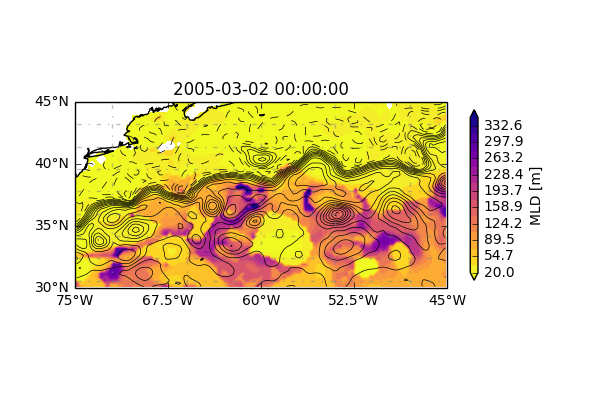 2005-03-02 00:00:00
45°N
40°N
35°N
30°N
75°W
67.5°W
60°W
52.5°W
45°W
332.6
297.9
263.2
228.4
193.7
158.9
124.2
89.5
54.7
20.0
MLD [m]